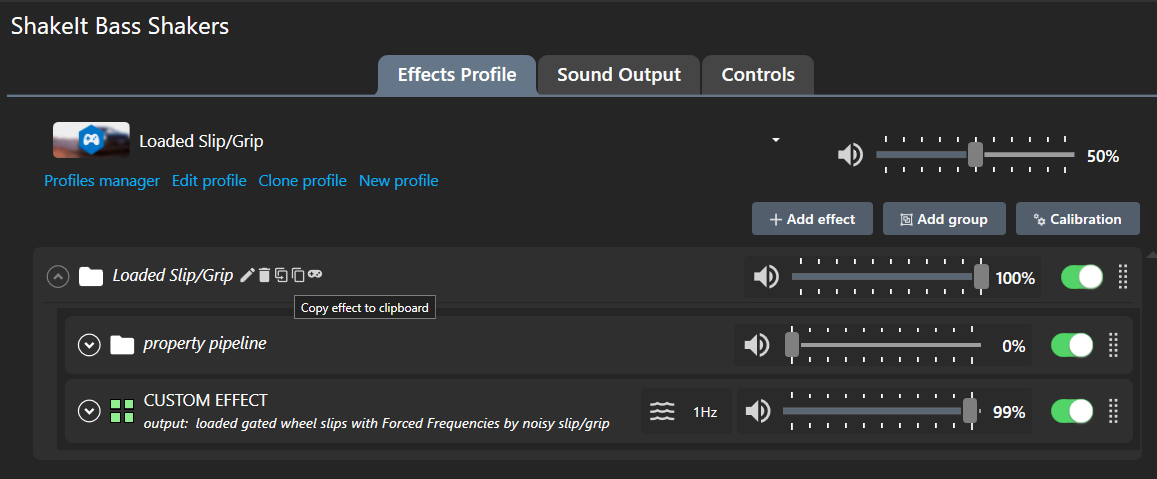 ShakeIt Bass Shakers
Effects Profile
Sound Output
Controls
Loaded Slip/Grip
50%
Profiles manager
Edit profile
Clone profile
New profile
Add effect
Add group
Calibration
Loaded Slip/Grip
100%
Copy effect to clipboard
property pipeline
0%
CUSTOM EFFECT
output: loaded gated wheel slips with Forced Frequencies by noisy slip/grip
1Hz
99%